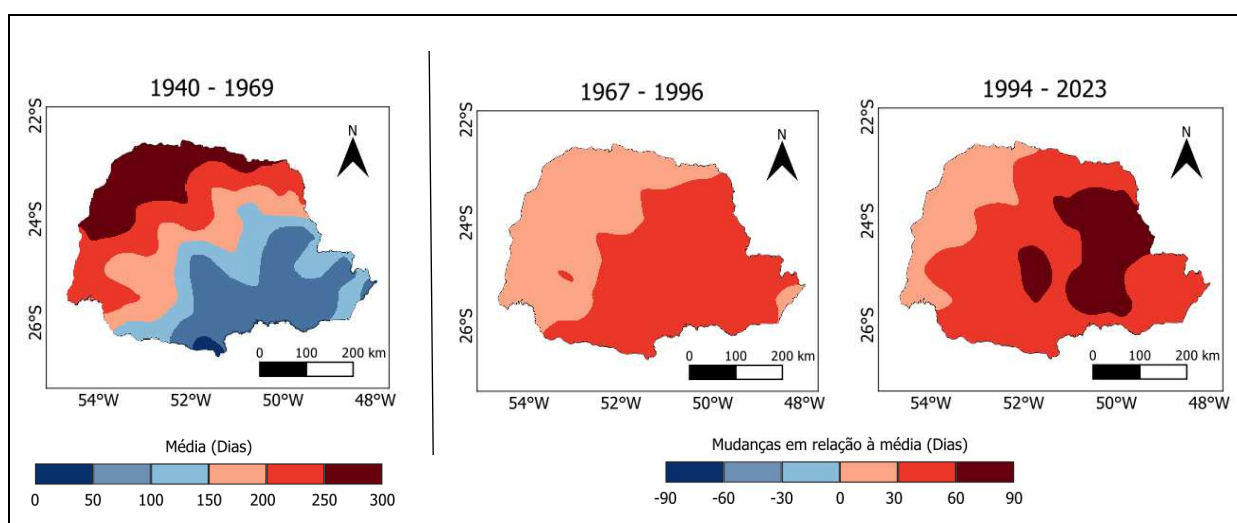 1940 - 1969
22°S
24°S
26°S
N
0 100 200 km
54°W 52°W 50°W 48°W
Média (Dias)
0 50 100 150 200 250 300
1967 - 1996
22°S
24°S
26°S
N
0 100 200 km
54°W 52°W 50°W 48°W
1994 - 2023
22°S
24°S
26°S
N
0 100 200 km
54°W 52°W 50°W 48°W
Mudanças em relação à média (Dias)
-90 -60 -30 0 30 60 90